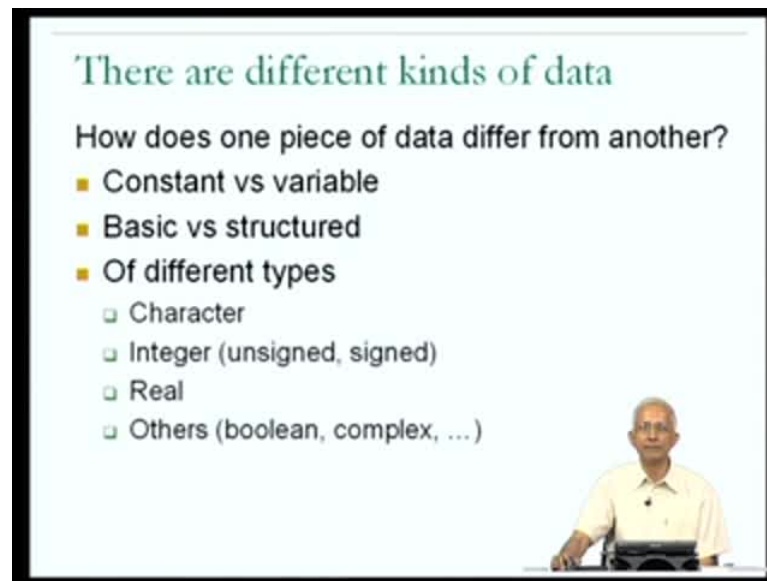 There are different kinds of data
How does one piece of data differ from another?
Constant vs variable
Basic vs structured
Of different types
Character
Integer (unsigned, signed)
Real
Others (boolean, complex, ...)